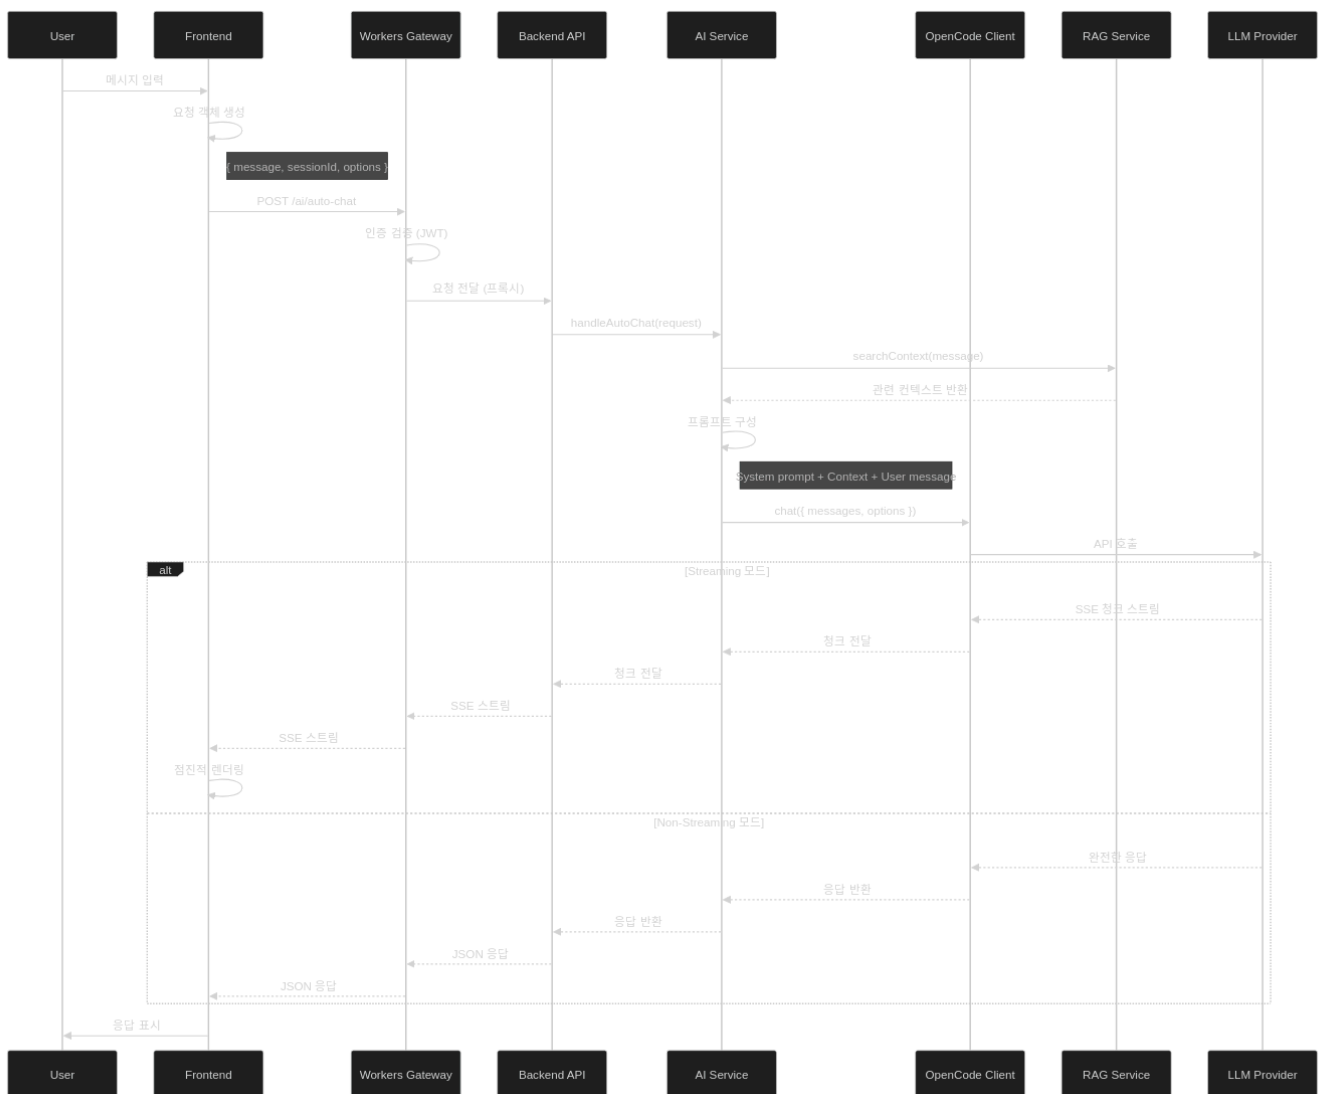 User
Frontend
Workers Gateway
Backend API
AI Service
OpenCode Client
RAG Service
LLM Provider
메시지 입력
요청 객체 생성
{ message, sessionId, options }
POST /ai/auto-chat
인증 검증 (JWT)
요청 전달 (프록시)
handleAutoChat(request)
searchContext(message)
관련 컨텍스트 반환
프롬프트 구성
System prompt + Context + User message
chat({ messages, options })
API 호출
alt
[Streaming 모드]
SSE 청크 스트림
청크 전달
청크 전달
SSE 스트림
SSE 스트림
점진적 렌더링
[Non-Streaming 모드]
완전한 응답
응답 반환
응답 반환
JSON 응답
JSON 응답
응답 표시
User
Frontend
Workers Gateway
Backend API
AI Service
OpenCode Client
RAG Service
LLM Provider